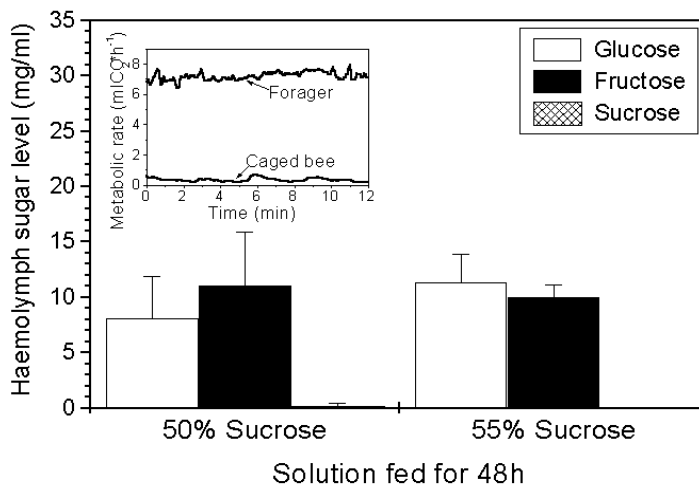 Haemolymph sugar level (mg/ml)
35
30
25
20
15
10
5
0
Metabolic rate (mlCO₂h⁻¹)
8
6
4
2
0
Forager
Caged bee
0 2 4 6 8 10 12
Time (min)
Glucose
Fructose
Sucrose
50% Sucrose 55% Sucrose
Solution fed for 48h